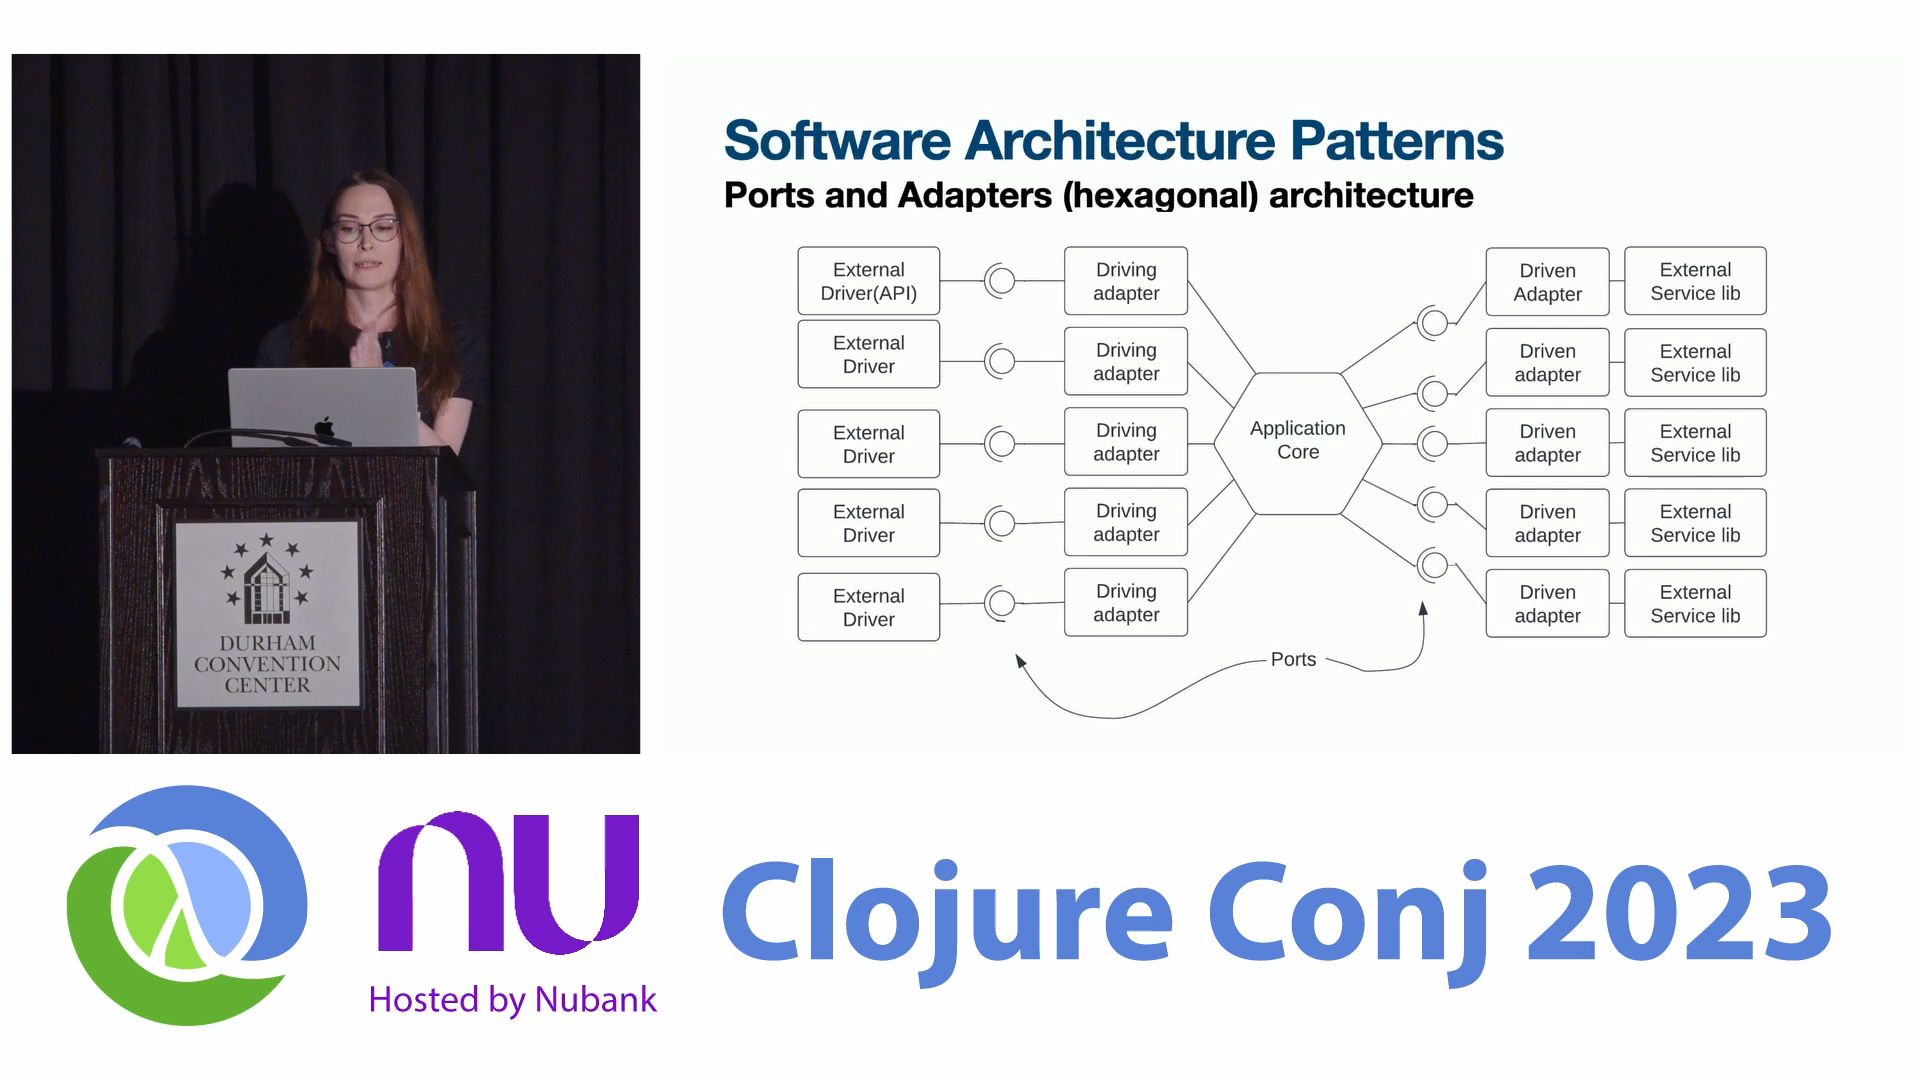 Software Architecture Patterns
Ports and Adapters (hexagonal) architecture
External
Driver(API)
Driving
adapter
Driven
Adapter
External
Service lib
External
Driver
Driving
adapter
Driven
adapter
External
Service lib
External
Driver
Driving
adapter
Application
Core
Driven
adapter
External
Service lib
External
Driver
Driving
adapter
Driven
adapter
External
Service lib
External
Driver
Driving
adapter
Driven
adapter
External
Service lib
Ports
DURHAM
CONVENTION
CENTER
nu
Hosted by Nubank
Clojure Conj 2023